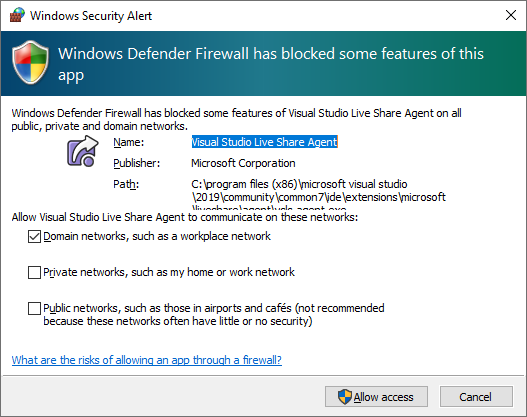 Windows Security Alert
Windows Defender Firewall has blocked some features of this
app
Windows Defender Firewall has blocked some features of Visual Studio Live Share Agent on all
public, private and domain networks.
Name: Visual Studio Live Share Agent
Publisher: Microsoft Corporation
Path: C:\program files (x86)\microsoft visual studio
\2019\community\common7\ide\extensions\microsoft
\liveshare\agent\vsls-agent.exe
Allow Visual Studio Live Share Agent to communicate on these networks:
Domain networks, such as a workplace network
Private networks, such as my home or work network
Public networks, such as those in airports and cafés (not recommended
because these networks often have little or no security)
What are the risks of allowing an app through a firewall?
Allow access
Cancel